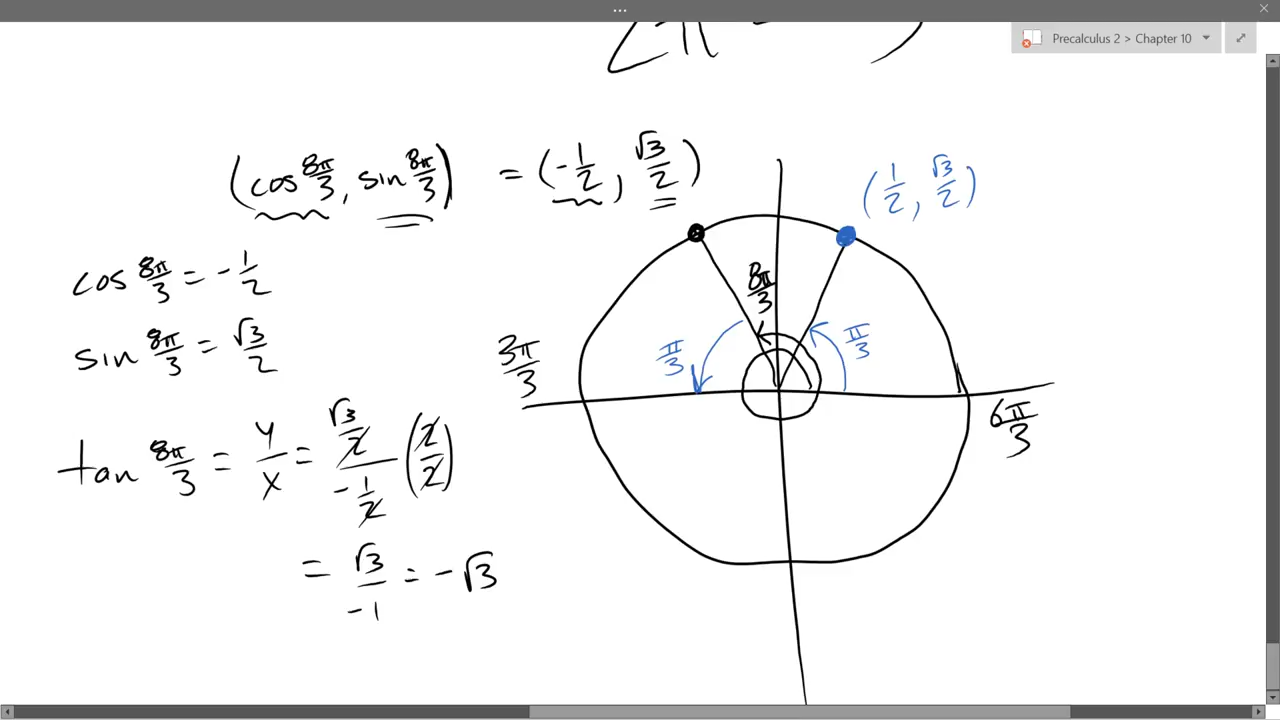 ...
Precalculus 2 > Chapter 10
2π
(cos 8π/3, sin 8π/3) = (-1/2, √3/2)
(1/2, √3/2)
cos 8π/3 = -1/2
sin 8π/3 = √3/2
8π/3
3π/3
π/3
π/3
6π/3
tan 8π/3 = y/x = (√3/2)/(-1/2) (2/2)
= √3/-1 = -√3